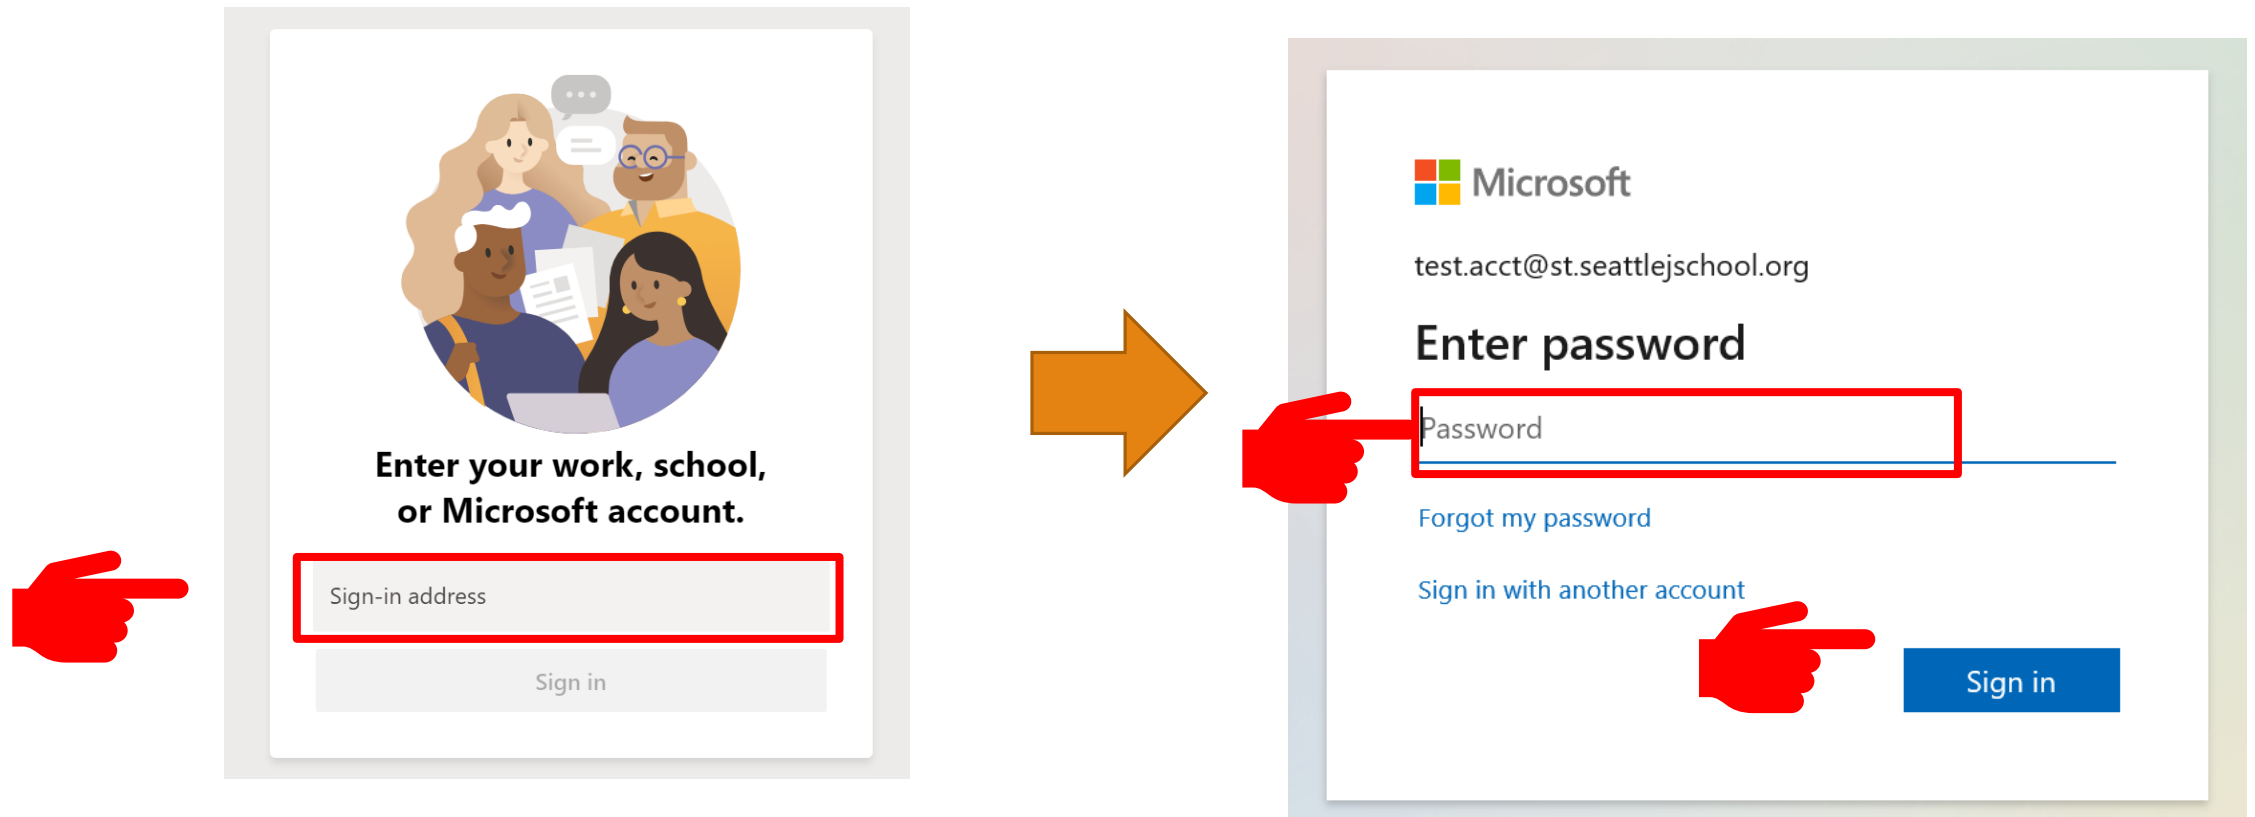 Enter your work, school,
or Microsoft account.
Sign-in address
Sign in
Microsoft
test.acct@st.seattlejschool.org
Enter password
Password
Forgot my password
Sign in with another account
Sign in